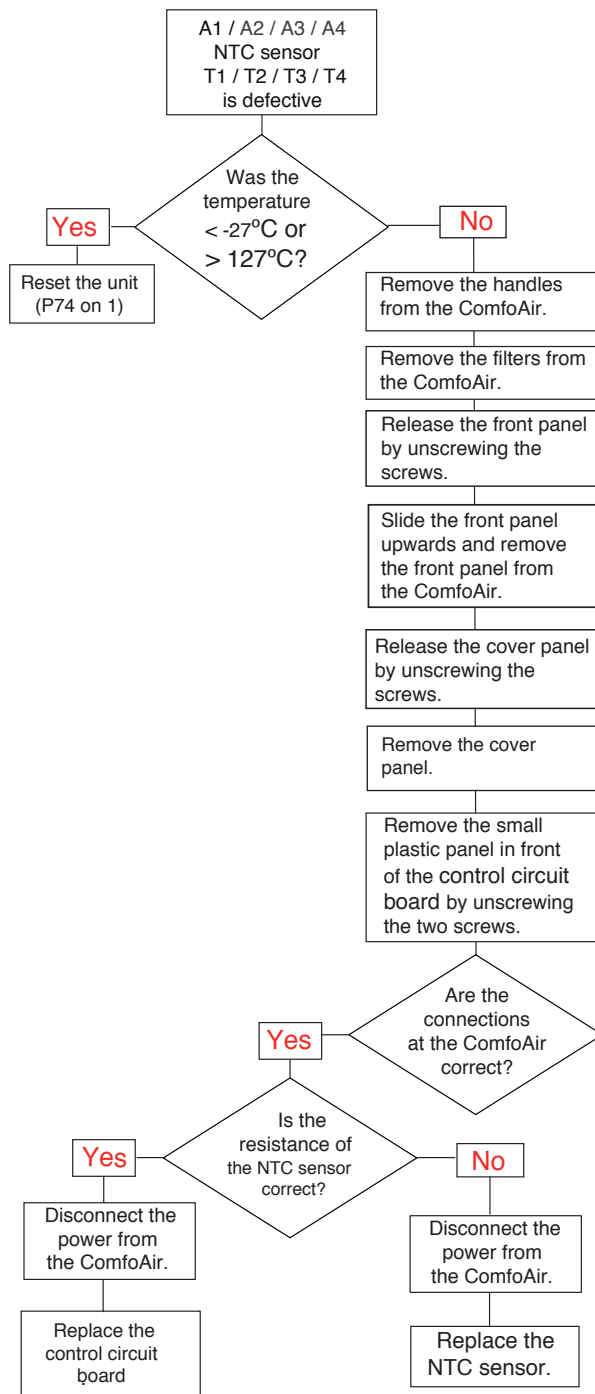 A1 / A2 / A3 / A4
NTC sensor
T1 / T2 / T3 / T4
is defective
Was the
temperature
< -27ºC or
> 127ºC?
Yes
No
Reset the unit
(P74 on 1)
Remove the handles
from the ComfoAir.
Remove the filters from
the ComfoAir.
Release the front panel
by unscrewing the
screws.
Slide the front panel
upwards and remove
the front panel from
the ComfoAir.
Release the cover panel
by unscrewing the
screws.
Remove the cover
panel.
Remove the small
plastic panel in front
of the control circuit
board by unscrewing
the two screws.
Are the
connections
at the ComfoAir
correct?
Yes
Is the
resistance of
the NTC sensor
correct?
Yes
No
Disconnect the
power from
the ComfoAir.
Replace the
control circuit
board
Disconnect the
power from
the ComfoAir.
Replace the
NTC sensor.